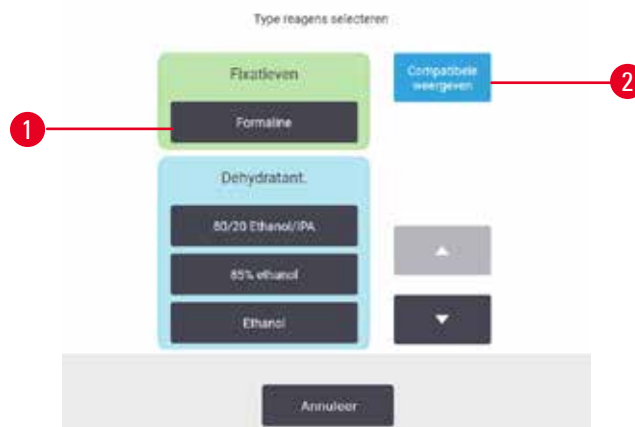 Type reagens selecteren
Fixatieven
Compatibele
weergeven
2
1
Formaline
Dehydratant.
80/20 Ethanol/IPA
85% ethanol
Ethanol
Annuleer